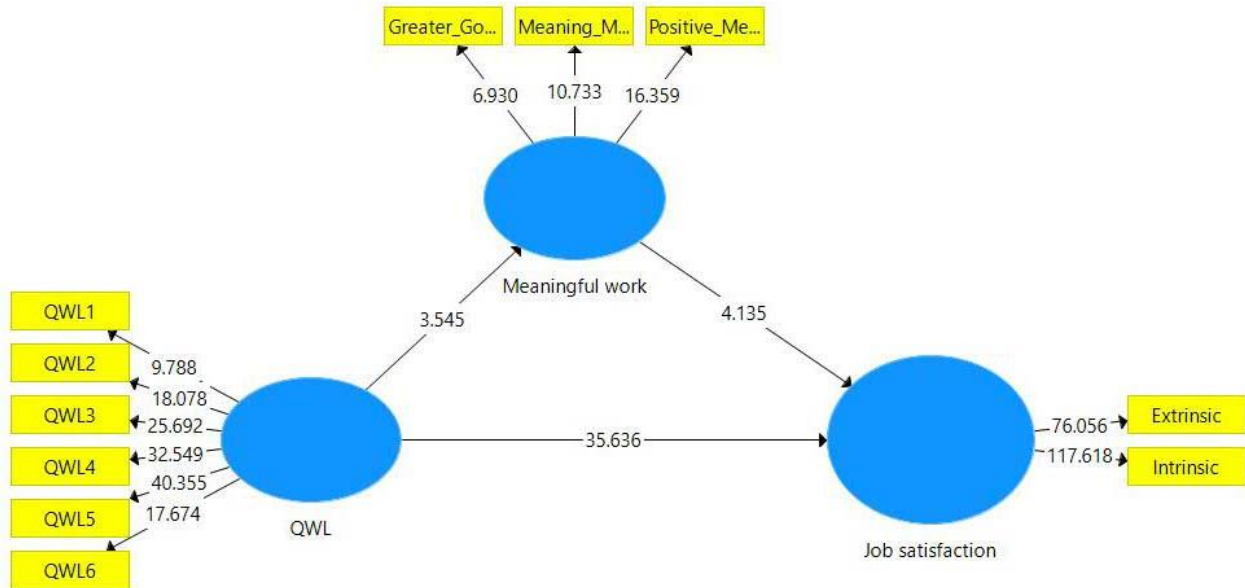 Greater_Go...
Meaning_M...
Positive_Me...
6.930
10.733
16.359
Meaningful work
3.545
4.135
QWL1
QWL2
QWL3
QWL4
QWL5
QWL6
9.788
18.078
25.692
32.549
40.355
17.674
QWL
35.636
Job satisfaction
76.056
117.618
Extrinsic
Intrinsic